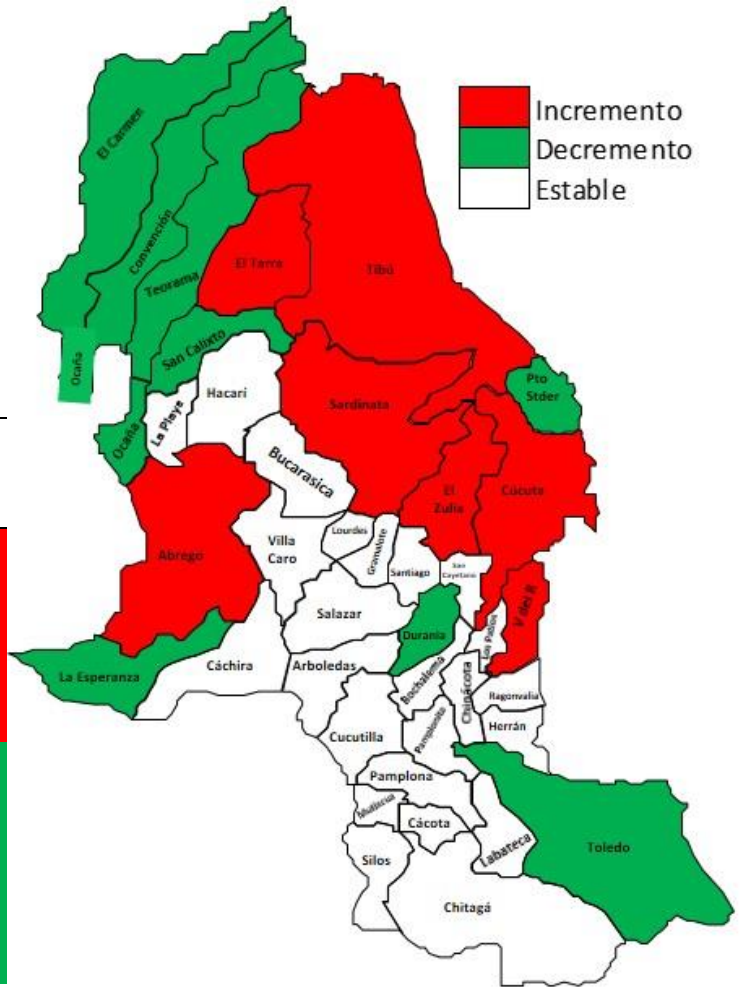 Incremento
Decremento
Estable
El Carmen
Convención
Teorama
El Tarra
Tibú
San Calixto
Ocaña
Hacarí
La Playa
Ocaña
Sardinata
Pto
Stder
Bucarasica
El
Zulia
Cúcuta
Abrego
Villa
Caro
Lourdes
Gramalote
Santiago
San
Cayetano
Salazar
Durania
Los Patios
V del R
La Esperanza
Cáchira
Arboledas
Bochalema
Chinácota
Ragonvalia
Herrán
Cucutilla
Pamplonita
Pamplona
Mutiscua
Cácota
Labateca
Toledo
Silos
Chitagá